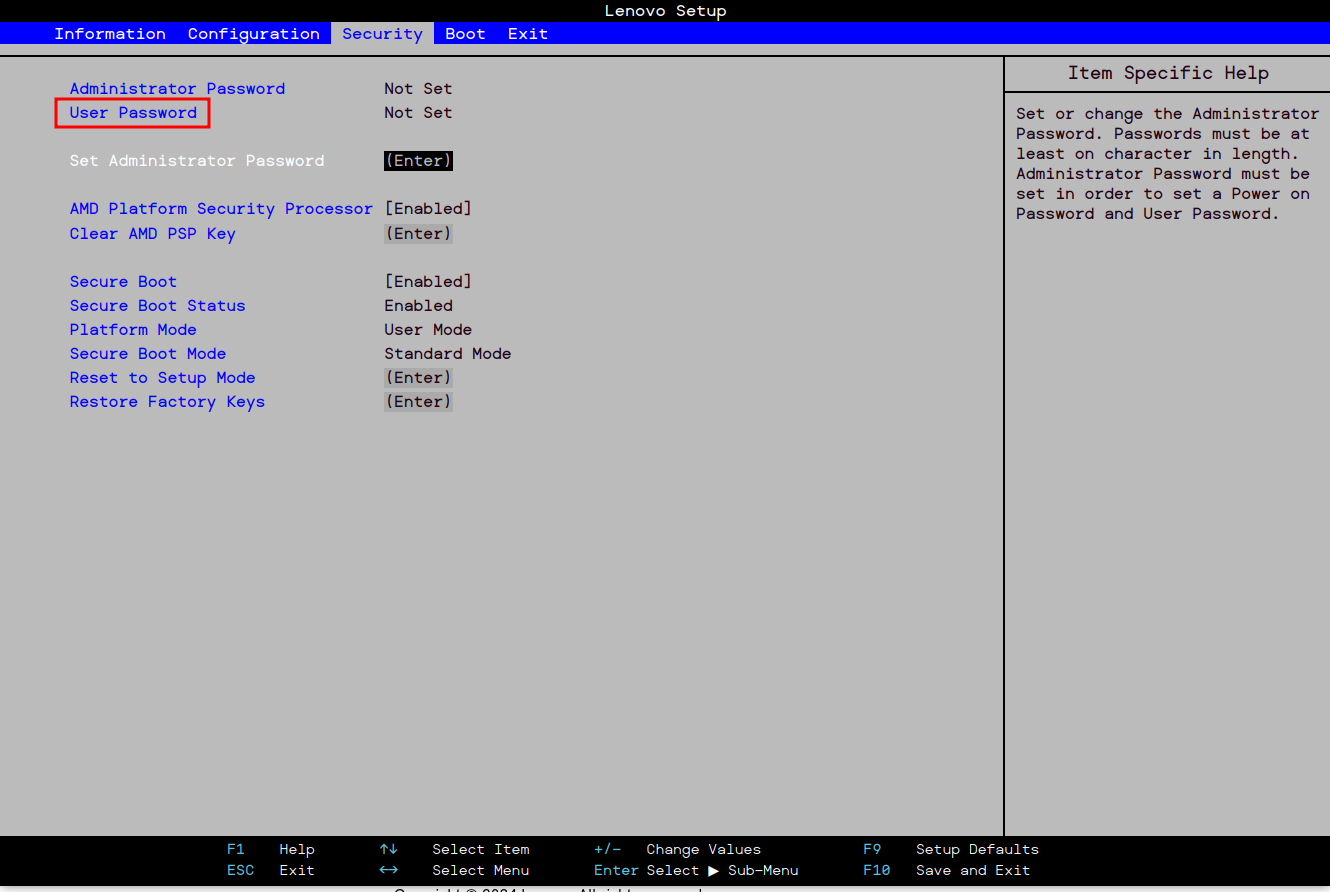 Lenovo Setup
Information Configuration Security Boot Exit
Administrator Password Not Set
User Password Not Set
Set Administrator Password (Enter)
AMD Platform Security Processor [Enabled]
Clear AMD PSP Key (Enter)
Secure Boot [Enabled]
Secure Boot Status Enabled
Platform Mode User Mode
Secure Boot Mode Standard Mode
Reset to Setup Mode (Enter)
Restore Factory Keys (Enter)
Item Specific Help
Set or change the Administrator
Password. Passwords must be at
least on character in length.
Administrator Password must be
set in order to set a Power on
Password and User Password.
F1 Help ↑↓ Select Item +/- Change Values F9 Setup Defaults
ESC Exit ←→ Select Menu Enter Select ▶ Sub-Menu F10 Save and Exit